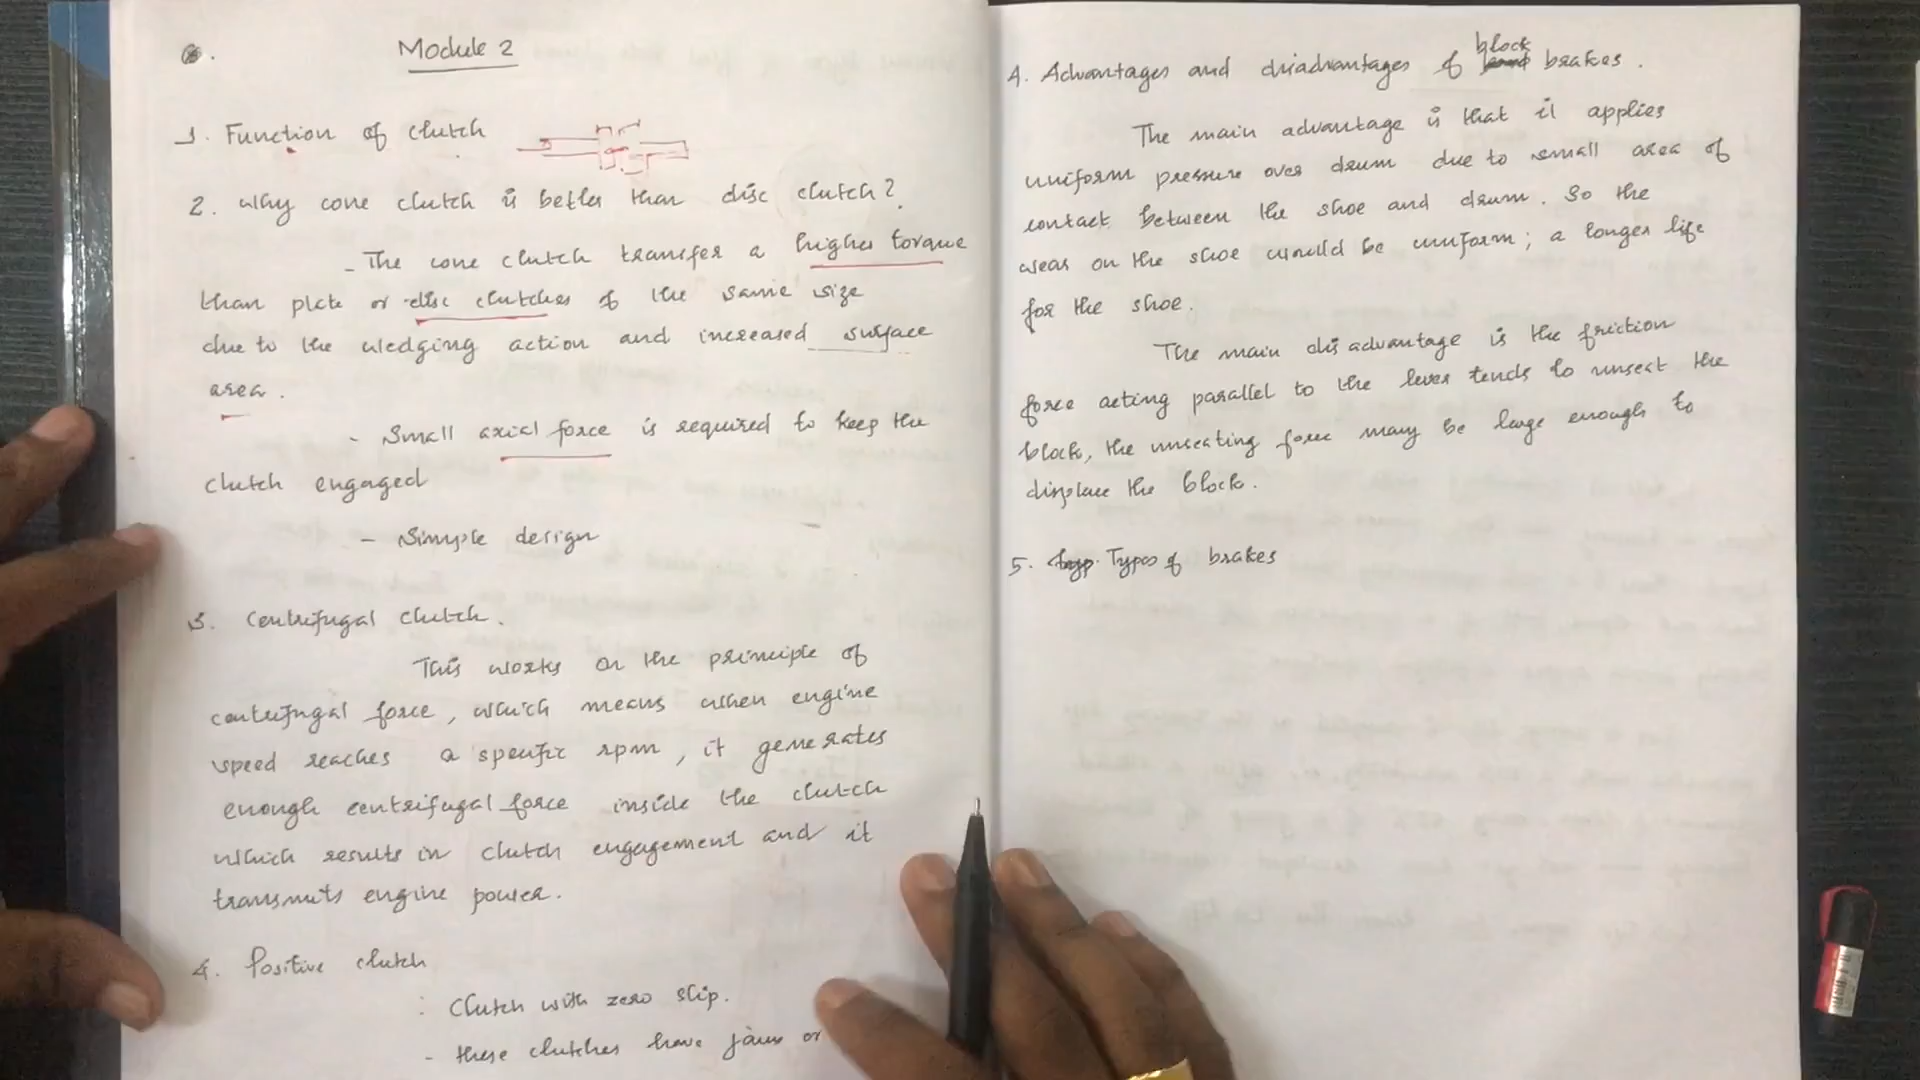 Module 2
1. Function of clutch
2. Why cone clutch is better than disc clutch?
- The cone clutch transfer a higher torque
than plate or disc clutches of the same size
due to the wedging action and increased surface
area.
- Small axial force is required to keep the
clutch engaged
- Simple design
3. Centrifugal clutch.
This works on the principle of
centrifugal force, which means when engine
speed reaches a specific rpm, it generates
enough centrifugal force inside the clutch
which results in clutch engagement and it
transmits engine power.
4. Positive clutch
: Clutch with zero slip.
- these clutches have jaws or
4. Advantages and disadvantages of block brakes.
The main advantage is that it applies
uniform pressure over drum due to small area of
contact between the shoe and drum. So the
wear on the shoe would be uniform; a longer life
for the shoe.
The main disadvantage is the friction
force acting parallel to the lever tends to unseat the
block, the unseating force may be large enough to
displace the block.
5. Types of brakes